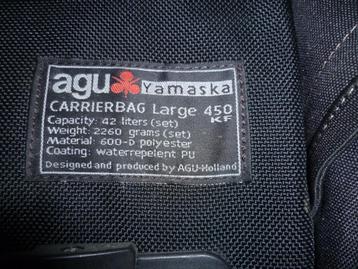 agu Yamaska
CARRIERBAG Large 450
KF
Capacity: 42 liters (set)
Weight: 2260 grams (set)
Material: 600-D polyester
Coating: waterrepelent PU
Designed and produced by AGU-Holland